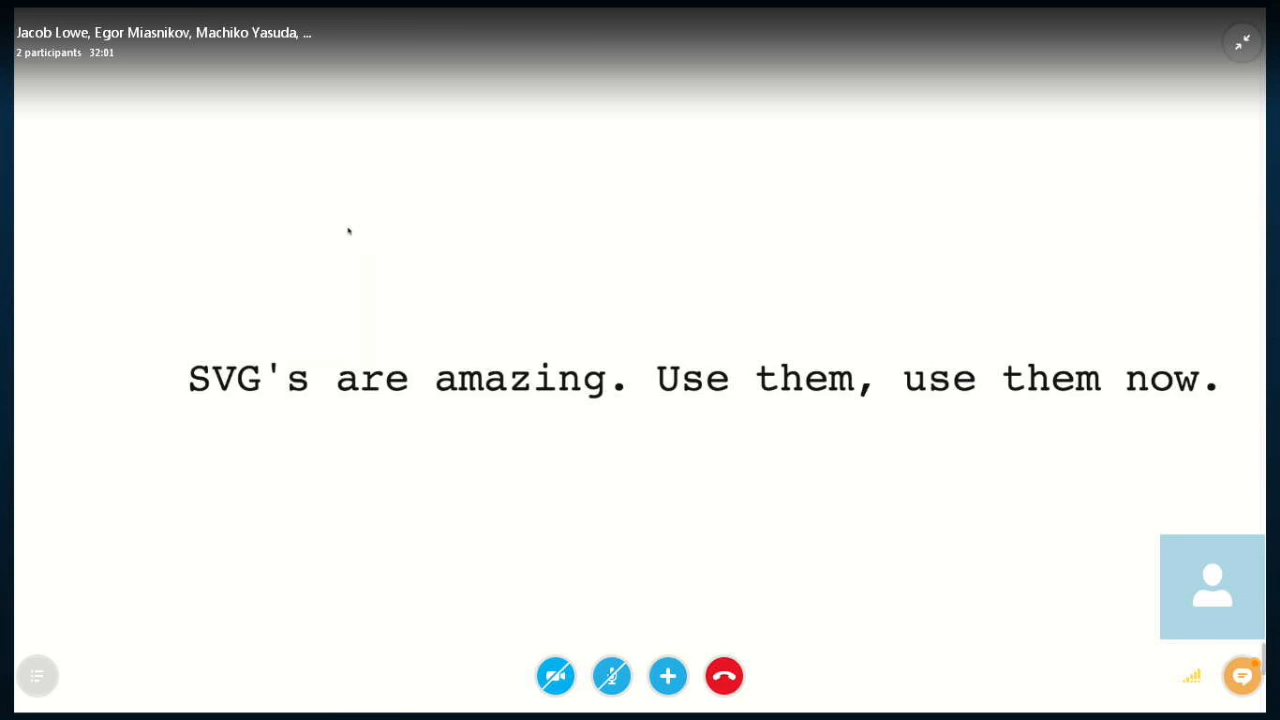 Jacob Lowe, Egor Miasnikov, Machiko Yasuda, ...
2 participants 32:01
SVG's are amazing. Use them, use them now.